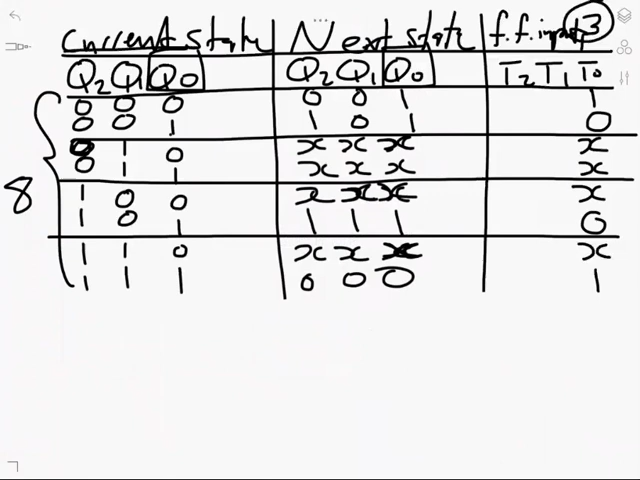 Current state Next state f.f. inputs 3
Q2 Q1 Q0 Q2 Q1 Q0 T2 T1 T0
0 0 0 0 0 1 1
0 0 1 1 0 1 0
0 1 0 x x x x
0 1 1 x x x x
8
1 0 0 x x x x
1 0 1 1 1 1 0
1 1 0 x x x x
1 1 1 0 0 0 1